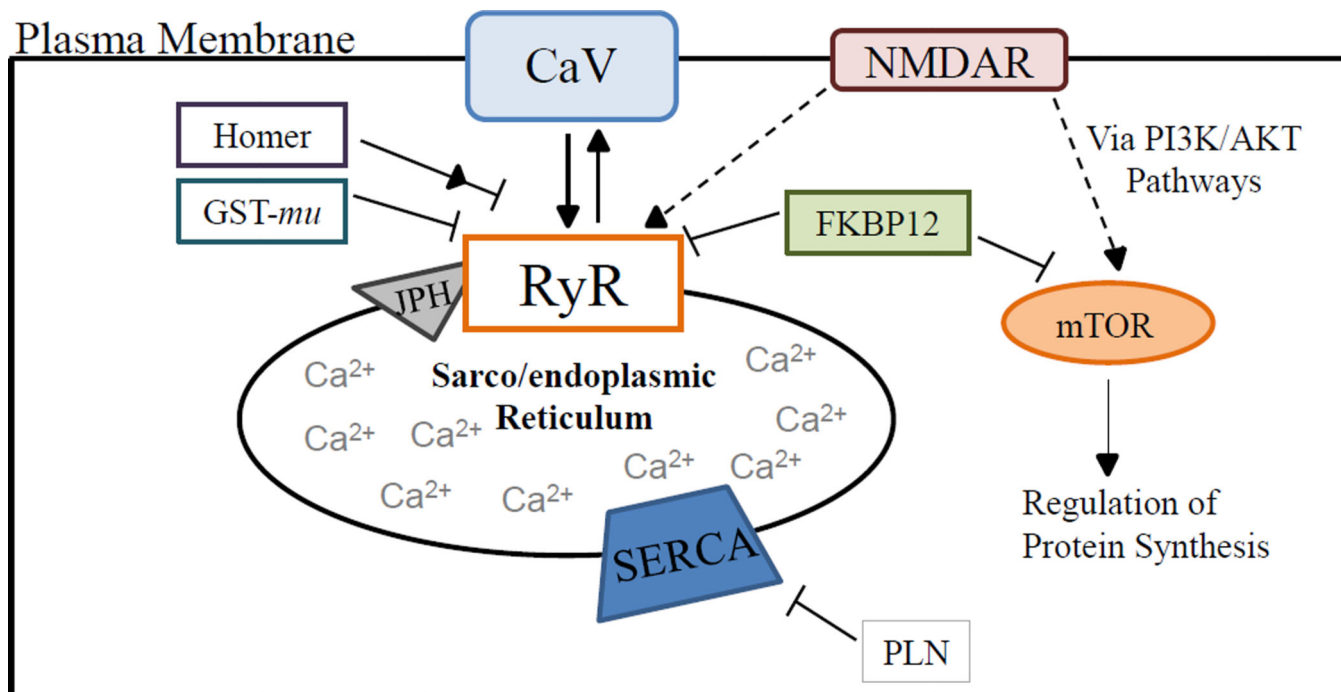 Plasma Membrane
CaV
NMDAR
Homer
GST-mu
Via PI3K/AKT
Pathways
FKBP12
RyR
JPH
mTOR
Sarco/endoplasmic
Reticulum
Ca²⁺
Ca²⁺
Ca²⁺
Ca²⁺
Ca²⁺
Ca²⁺
Ca²⁺
Ca²⁺
Ca²⁺
SERCA
Regulation of
Protein Synthesis
PLN